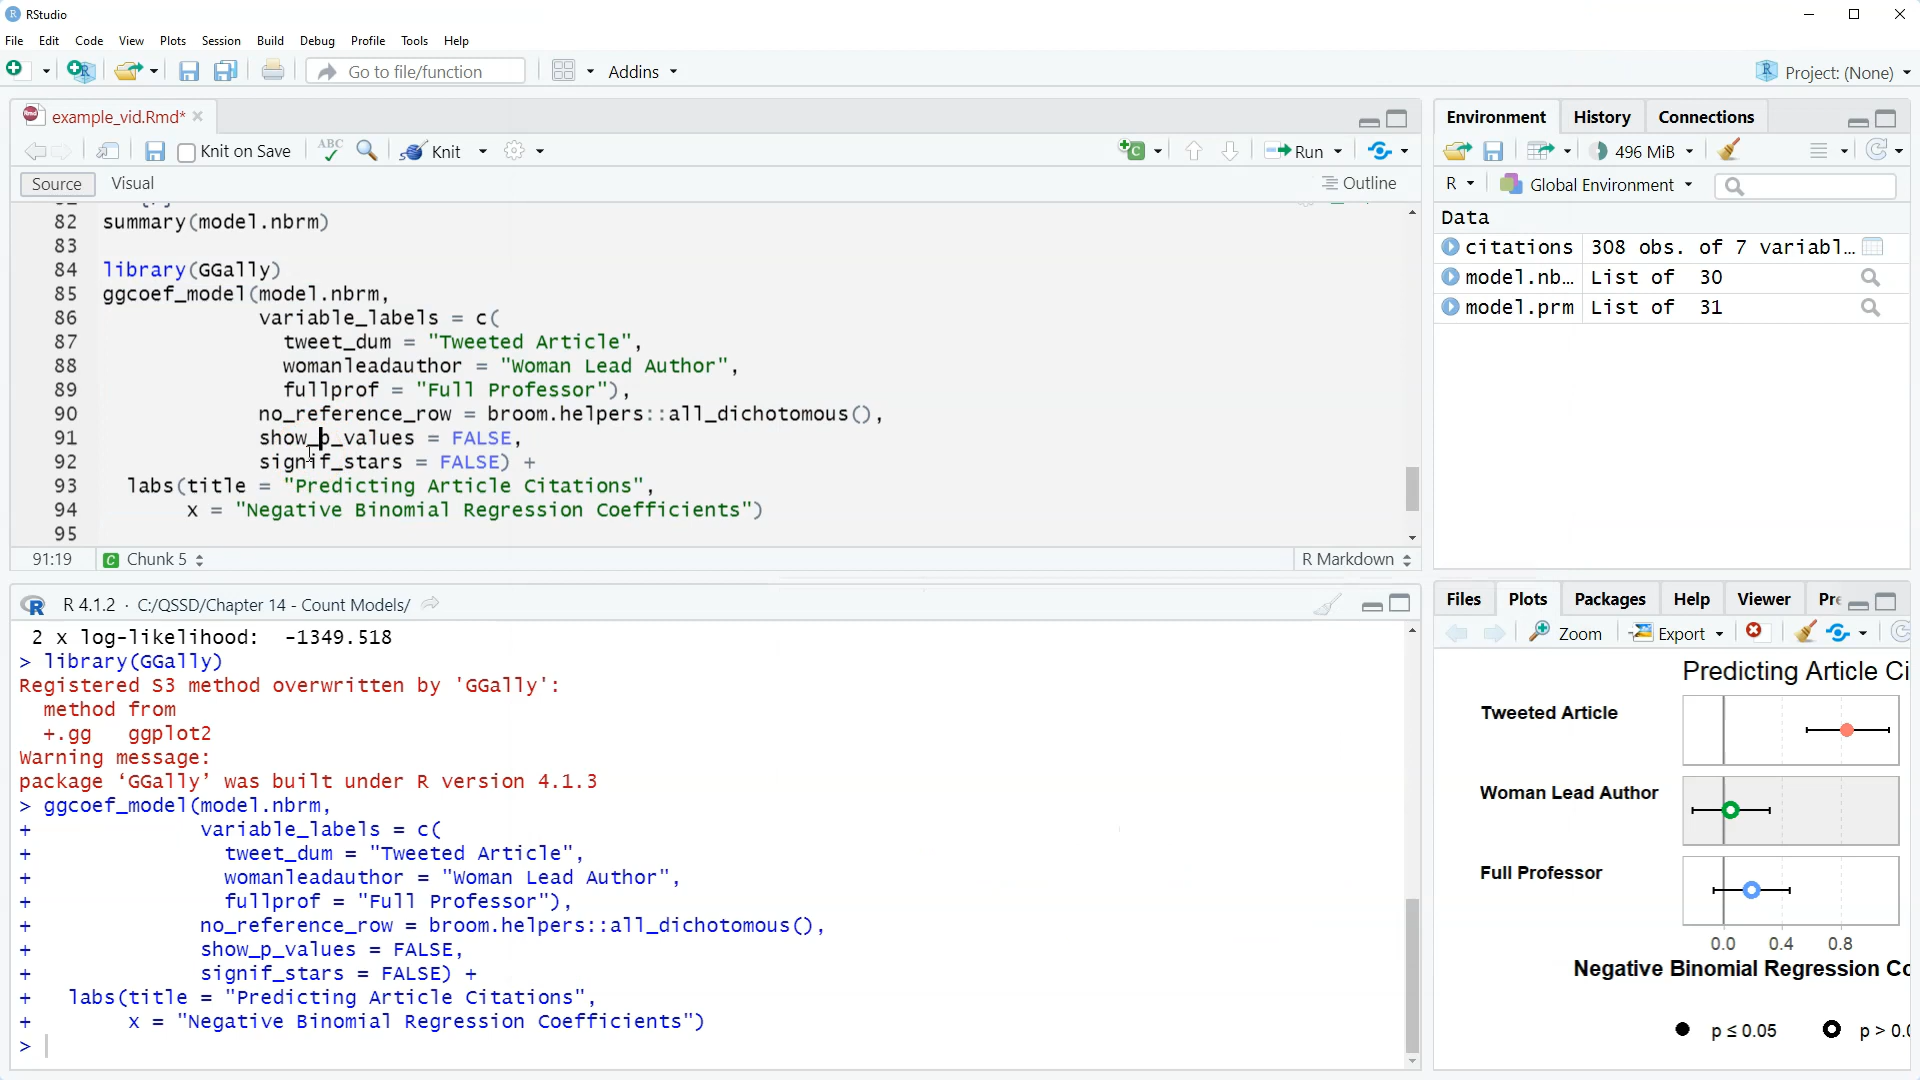 RStudio
File Edit Code View Plots Session Build Debug Profile Tools Help
Go to file/function Addins Project: (None)
example_vid.Rmd*
Knit on Save ABC Knit Run
Source Visual Outline
82 summary(model.nbrm)
83
84 library(GGally)
85 ggcoef_model(model.nbrm,
86 variable_labels = c(
87 tweet_dum = "Tweeted Article",
88 womanleadauthor = "Woman Lead Author",
89 fullprof = "Full Professor"),
90 no_reference_row = broom.helpers::all_dichotomous(),
91 show_p_values = FALSE,
92 signif_stars = FALSE) +
93 labs(title = "Predicting Article Citations",
94 x = "Negative Binomial Regression Coefficients")
95
91:19 Chunk 5 R Markdown
R 4.1.2 · C:/QSSD/Chapter 14 - Count Models/
2 x log-likelihood: -1349.518
> library(GGally)
Registered S3 method overwritten by 'GGally':
method from
+.gg ggplot2
Warning message:
package ‘GGally’ was built under R version 4.1.3
> ggcoef_model(model.nbrm,
+ variable_labels = c(
+ tweet_dum = "Tweeted Article",
+ womanleadauthor = "Woman Lead Author",
+ fullprof = "Full Professor"),
+ no_reference_row = broom.helpers::all_dichotomous(),
+ show_p_values = FALSE,
+ signif_stars = FALSE) +
+ labs(title = "Predicting Article Citations",
+ x = "Negative Binomial Regression Coefficients")
>
Environment History Connections
496 MiB
R Global Environment
Data
citations 308 obs. of 7 variabl…
model.nb… List of 30
model.prm List of 31
Files Plots Packages Help Viewer Pre
Zoom Export
Predicting Article Ci
Tweeted Article
Woman Lead Author
Full Professor
0.0 0.4 0.8
Negative Binomial Regression Co
p ≤ 0.05 p > 0.0